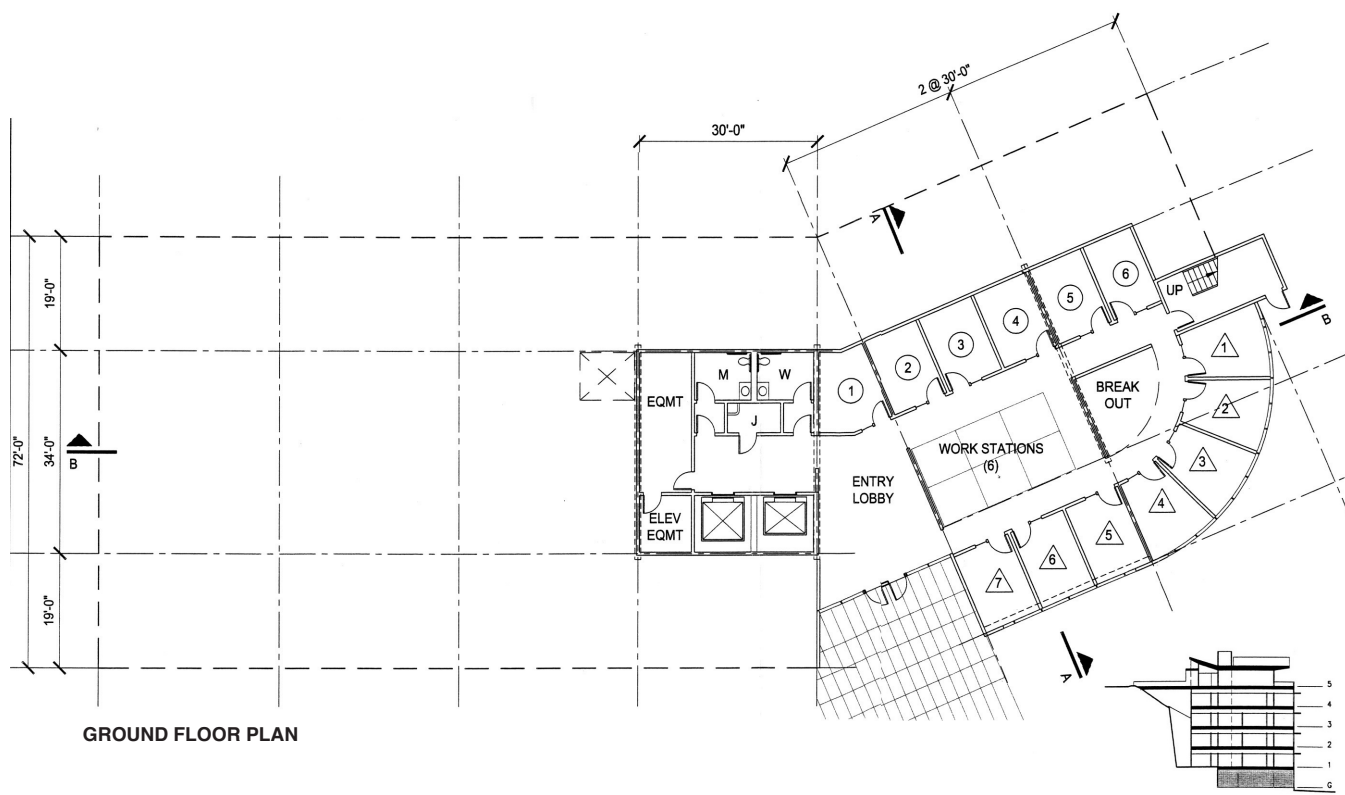 2 @ 30'-0"
30'-0"
A
19'-0"
72'-0"
34'-0"
19'-0"
B
EQMT
M
W
J
ELEV
EQMT
1
2
3
4
5
6
UP
B
BREAK
OUT
WORK STATIONS
(6)
ENTRY
LOBBY
1
2
3
4
5
6
7
A
5
4
3
2
1
G
GROUND FLOOR PLAN